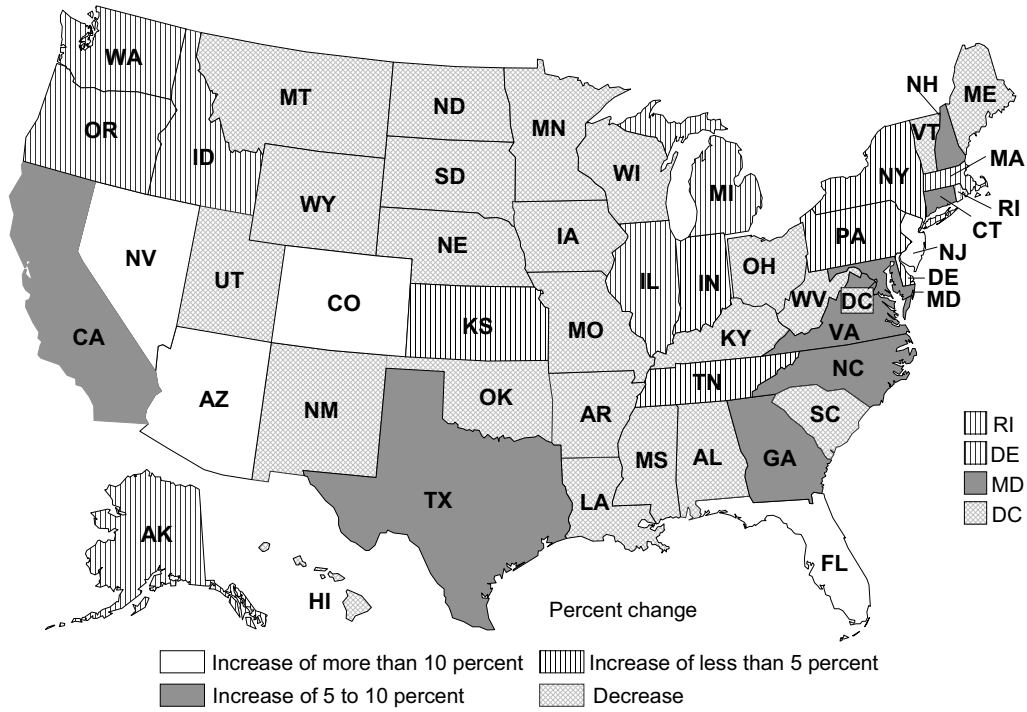 WA
NH
ME
MT
ND
VT
OR
MN
MA
ID
WI
NY
SD
MI
RI
WY
CT
PA
IA
NJ
NE
OH
NV
IL
IN
DE
UT
WV
DC
MD
CO
KS
MO
KY
VA
CA
NC
TN
AZ
OK
NM
AR
SC
RI
MS
AL
GA
DE
TX
LA
MD
DC
AK
FL
HI
Percent change
Increase of more than 10 percent
Increase of less than 5 percent
Increase of 5 to 10 percent
Decrease